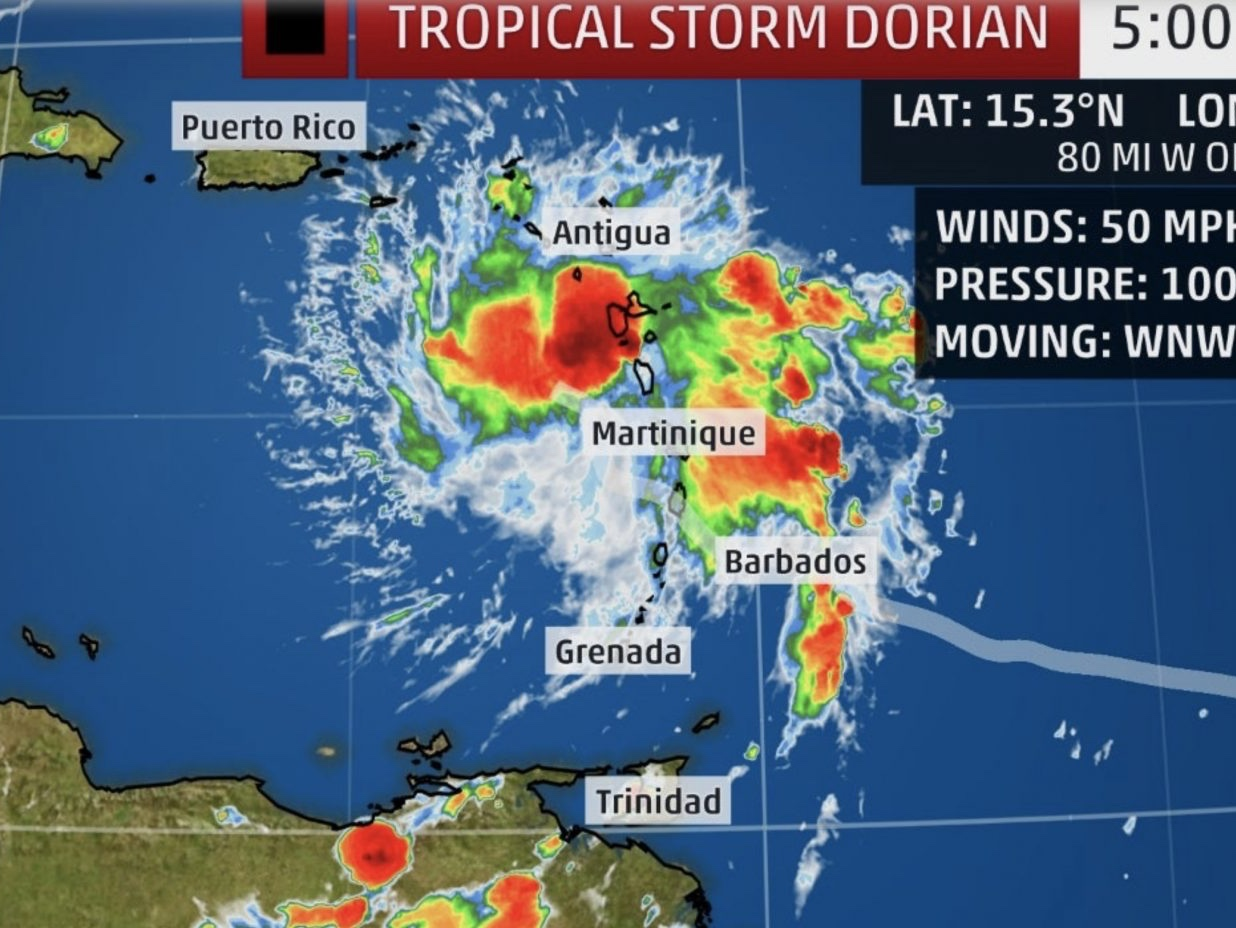 TROPICAL STORM DORIAN
5:00
LAT: 15.3°N
80 MI W
WINDS: 50 MPH
PRESSURE: 100
MOVING: WNW
Puerto Rico
Antigua
Martinique
Barbados
Grenada
Trinidad